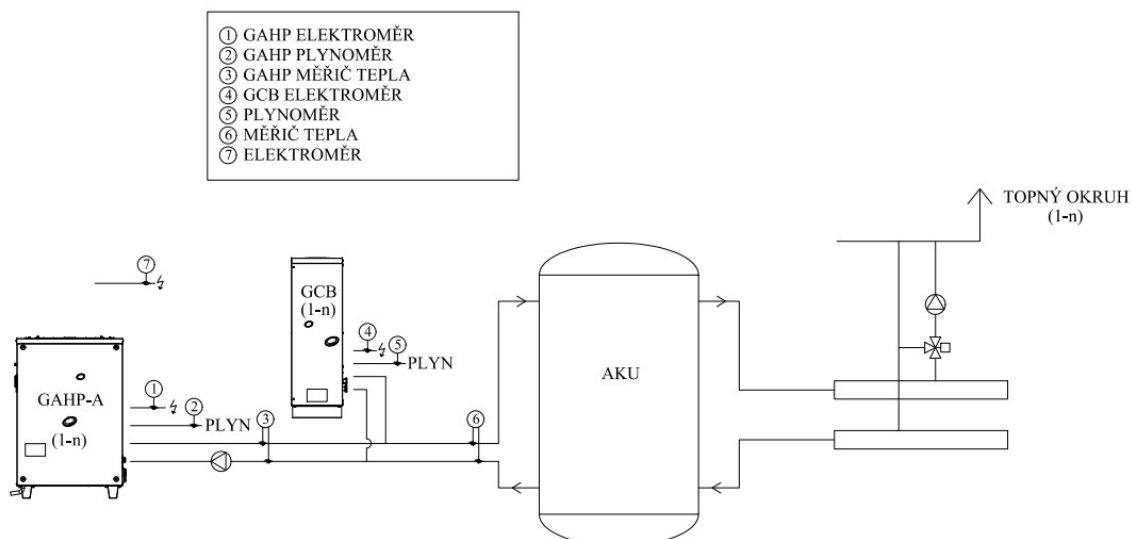 ① GAHP ELEKTROMĚR
② GAHP PLYNOMĚR
③ GAHP MĚŘIČ TEPLA
④ GCB ELEKTROMĚR
⑤ PLYNOMĚR
⑥ MĚŘIČ TEPLA
⑦ ELEKTROMĚR
TOPNÝ OKRUH
(1-n)
⑦
GCB
(1-n)
④
⑤
PLYN
AKU
GAHP-A
(1-n)
①
②
PLYN
③
⑥